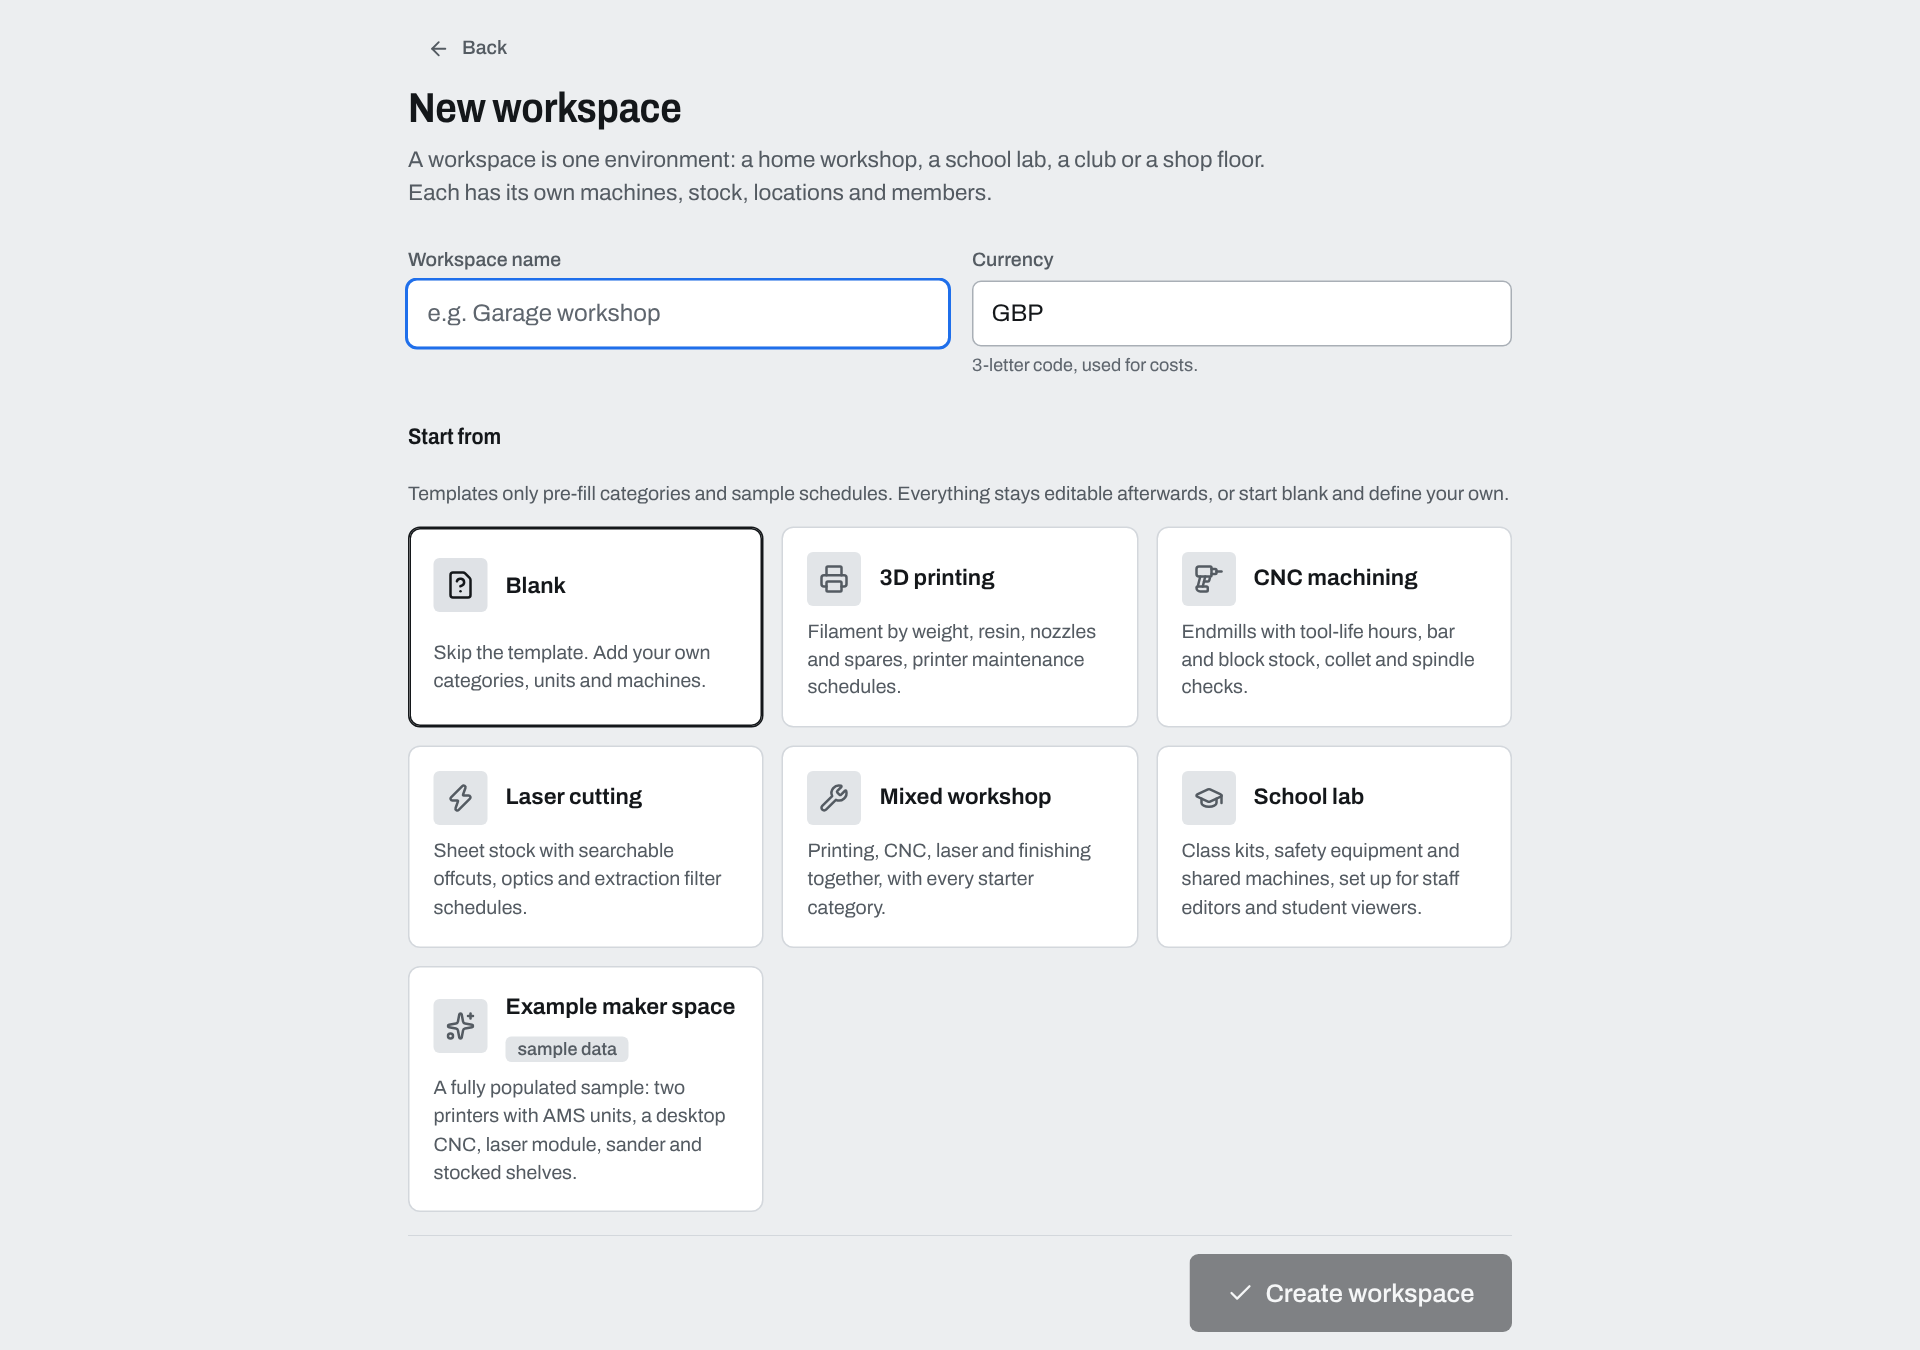 Back
New workspace
A workspace is one environment: a home workshop, a school lab, a club or a shop floor.
Each has its own machines, stock, locations and members.
Workspace name
e.g. Garage workshop
Currency
GBP
3-letter code, used for costs.
Start from
Templates only pre-fill categories and sample schedules. Everything stays editable afterwards, or start blank and define your own.
Blank
Skip the template. Add your own
categories, units and machines.
3D printing
Filament by weight, resin, nozzles
and spares, printer maintenance
schedules.
CNC machining
Endmills with tool-life hours, bar
and block stock, collet and spindle
checks.
Laser cutting
Sheet stock with searchable
offcuts, optics and extraction filter
schedules.
Mixed workshop
Printing, CNC, laser and finishing
together, with every starter
category.
School lab
Class kits, safety equipment and
shared machines, set up for staff
editors and student viewers.
Example maker space
sample data
A fully populated sample: two
printers with AMS units, a desktop
CNC, laser module, sander and
stocked shelves.
Create workspace